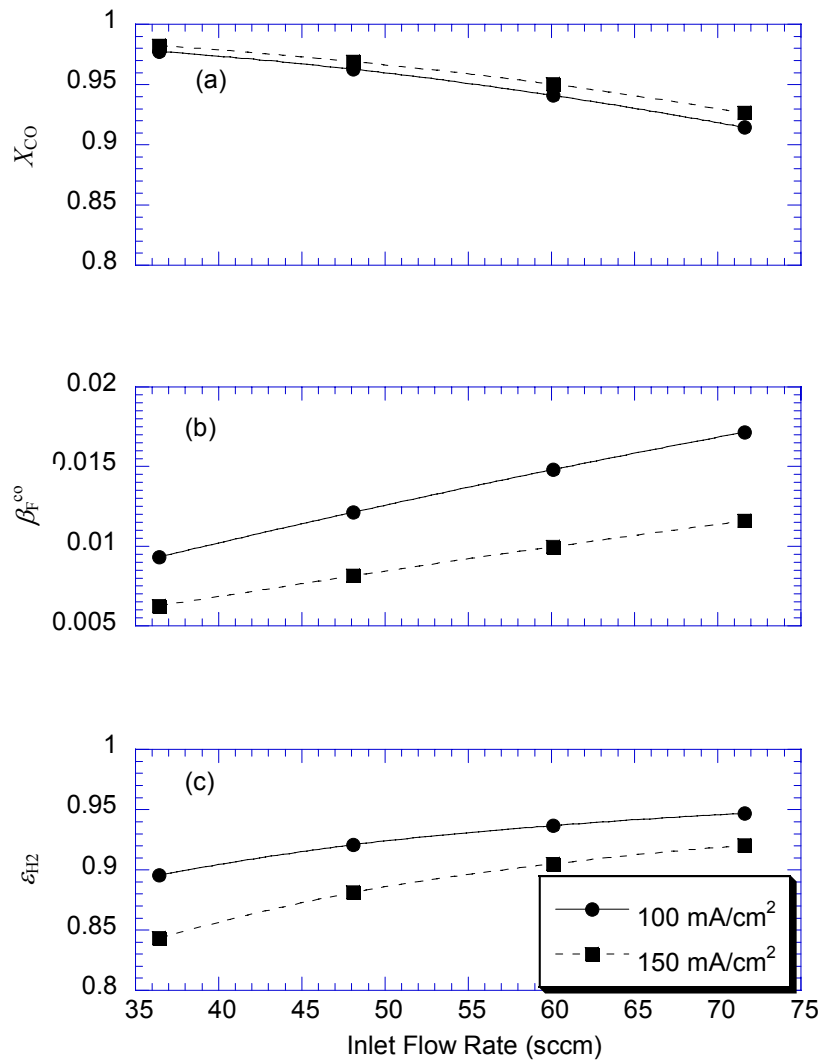 1
0.95
0.9
0.85
0.8
X_CO
(a)
0.02
0.015
0.01
0.005
β_F^co
(b)
1
0.95
0.9
0.85
0.8
ε_H2
(c)
100 mA/cm²
150 mA/cm²
35 40 45 50 55 60 65 70 75
Inlet Flow Rate (sccm)